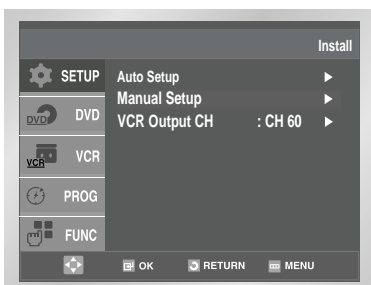 Install
SETUP
Auto Setup
Manual Setup
VCR Output CH : CH 60
DVD DVD
VCR VCR
PROG
FUNC
OK RETURN MENU